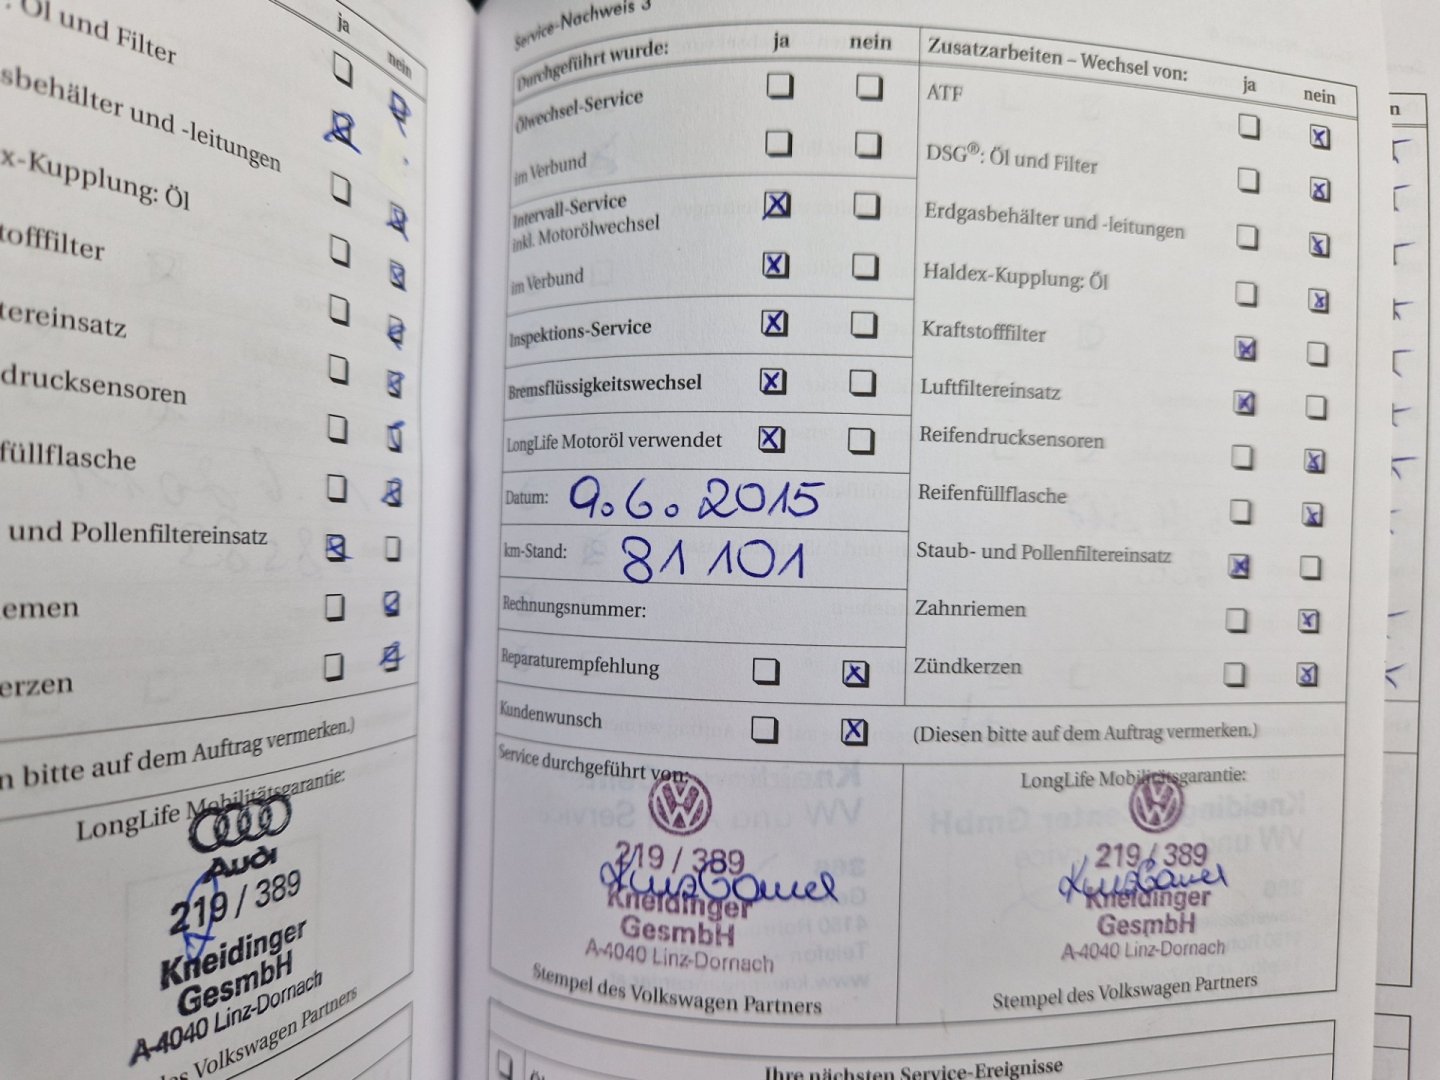 Öl und Filter
ja
nein
sbehälter und -leitungen
x-Kupplung: Öl
tofffilter
tereinsatz
drucksensoren
füllflasche
und Pollenfiltereinsatz
emen
erzen
n bitte auf dem Auftrag vermerken.)
LongLife Mobilitätsgarantie:
Audi
219 / 389
Kneidinger
GesmbH
A-4040 Linz-Dornach
des Volkswagen Partners
Service-Nachweis 3
Durchgeführt wurde:
ja
nein
Ölwechsel-Service
im Verbund
Intervall-Service
inkl. Motorölwechsel
im Verbund
Inspektions-Service
Bremsflüssigkeitswechsel
LongLife Motoröl verwendet
Datum: 9.6.2015
km-Stand: 81 101
Rechnungsnummer:
Reparaturempfehlung
Kundenwunsch
(Diesen bitte auf dem Auftrag vermerken.)
Zusatzarbeiten – Wechsel von:
ja
nein
ATF
DSG®: Öl und Filter
Erdgasbehälter und -leitungen
Haldex-Kupplung: Öl
Kraftstofffilter
Luftfiltereinsatz
Reifendrucksensoren
Reifenfüllflasche
Staub- und Pollenfiltereinsatz
Zahnriemen
Zündkerzen
Service durchgeführt von:
219 / 389
Kneidinger
GesmbH
A-4040 Linz-Dornach
Stempel des Volkswagen Partners
LongLife Mobilitätsgarantie:
219 / 389
Kneidinger
GesmbH
A-4040 Linz-Dornach
Stempel des Volkswagen Partners
Ihre nächsten Service-Ereignisse